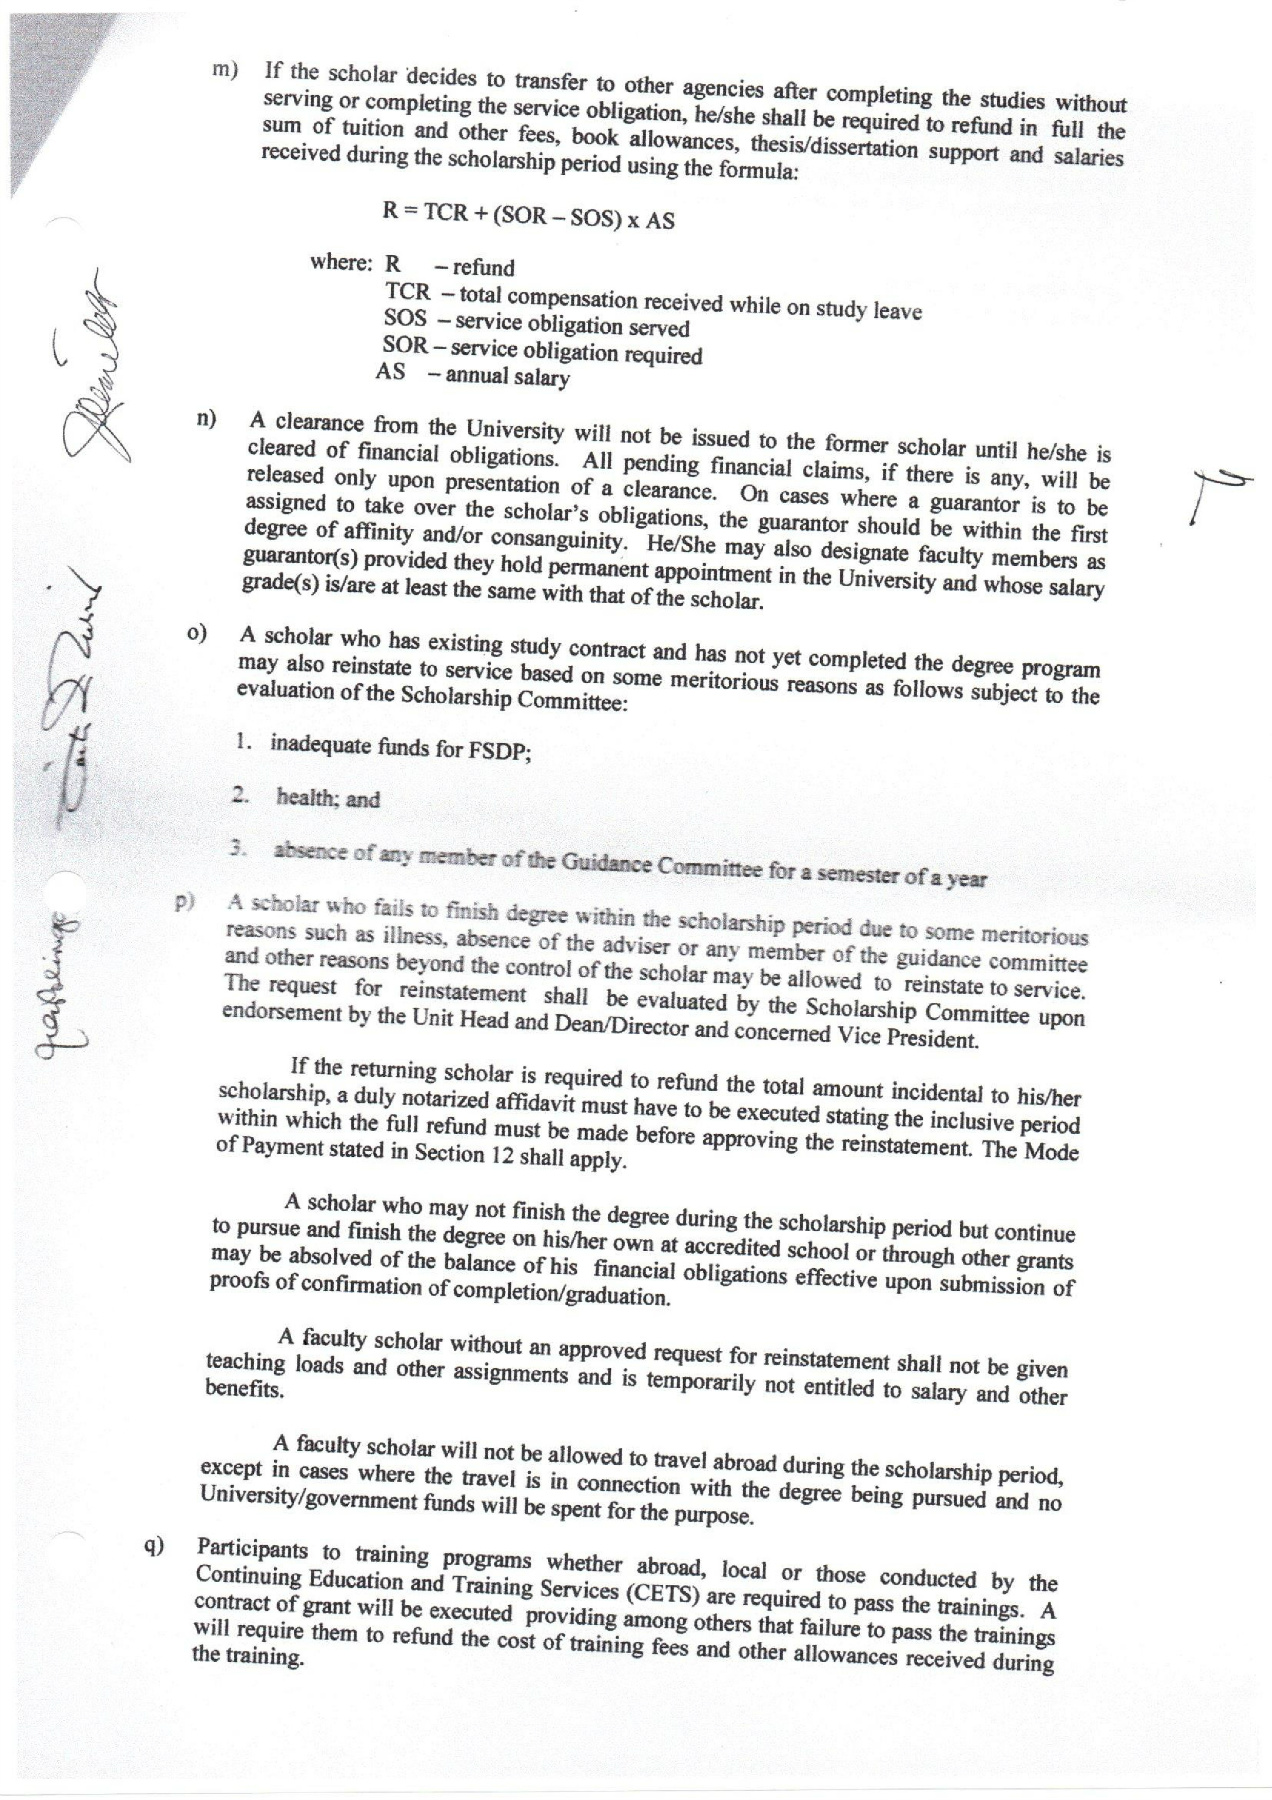 m) If the scholar decides to transfer to other agencies after completing the studies without
serving or completing the service obligation, he/she shall be required to refund in full the
sum of tuition and other fees, book allowances, thesis/dissertation support and salaries
received during the scholarship period using the formula:
R = TCR + (SOR – SOS) x AS
where: R – refund
TCR – total compensation received while on study leave
SOS – service obligation served
SOR – service obligation required
AS – annual salary
n) A clearance from the University will not be issued to the former scholar until he/she is
cleared of financial obligations. All pending financial claims, if there is any, will be
released only upon presentation of a clearance. On cases where a guarantor is to be
assigned to take over the scholar's obligations, the guarantor should be within the first
degree of affinity and/or consanguinity. He/She may also designate faculty members as
guarantor(s) provided they hold permanent appointment in the University and whose salary
grade(s) is/are at least the same with that of the scholar.
o) A scholar who has existing study contract and has not yet completed the degree program
may also reinstate to service based on some meritorious reasons as follows subject to the
evaluation of the Scholarship Committee:
1. inadequate funds for FSDP;
2. health; and
3. absence of any member of the Guidance Committee for a semester of a year
p) A scholar who fails to finish degree within the scholarship period due to some meritorious
reasons such as illness, absence of the adviser or any member of the guidance committee
and other reasons beyond the control of the scholar may be allowed to reinstate to service.
The request for reinstatement shall be evaluated by the Scholarship Committee upon
endorsement by the Unit Head and Dean/Director and concerned Vice President.
If the returning scholar is required to refund the total amount incidental to his/her
scholarship, a duly notarized affidavit must have to be executed stating the inclusive period
within which the full refund must be made before approving the reinstatement. The Mode
of Payment stated in Section 12 shall apply.
A scholar who may not finish the degree during the scholarship period but continue
to pursue and finish the degree on his/her own at accredited school or through other grants
may be absolved of the balance of his financial obligations effective upon submission of
proofs of confirmation of completion/graduation.
A faculty scholar without an approved request for reinstatement shall not be given
teaching loads and other assignments and is temporarily not entitled to salary and other
benefits.
A faculty scholar will not be allowed to travel abroad during the scholarship period,
except in cases where the travel is in connection with the degree being pursued and no
University/government funds will be spent for the purpose.
q) Participants to training programs whether abroad, local or those conducted by the
Continuing Education and Training Services (CETS) are required to pass the trainings. A
contract of grant will be executed providing among others that failure to pass the trainings
will require them to refund the cost of training fees and other allowances received during
the training.